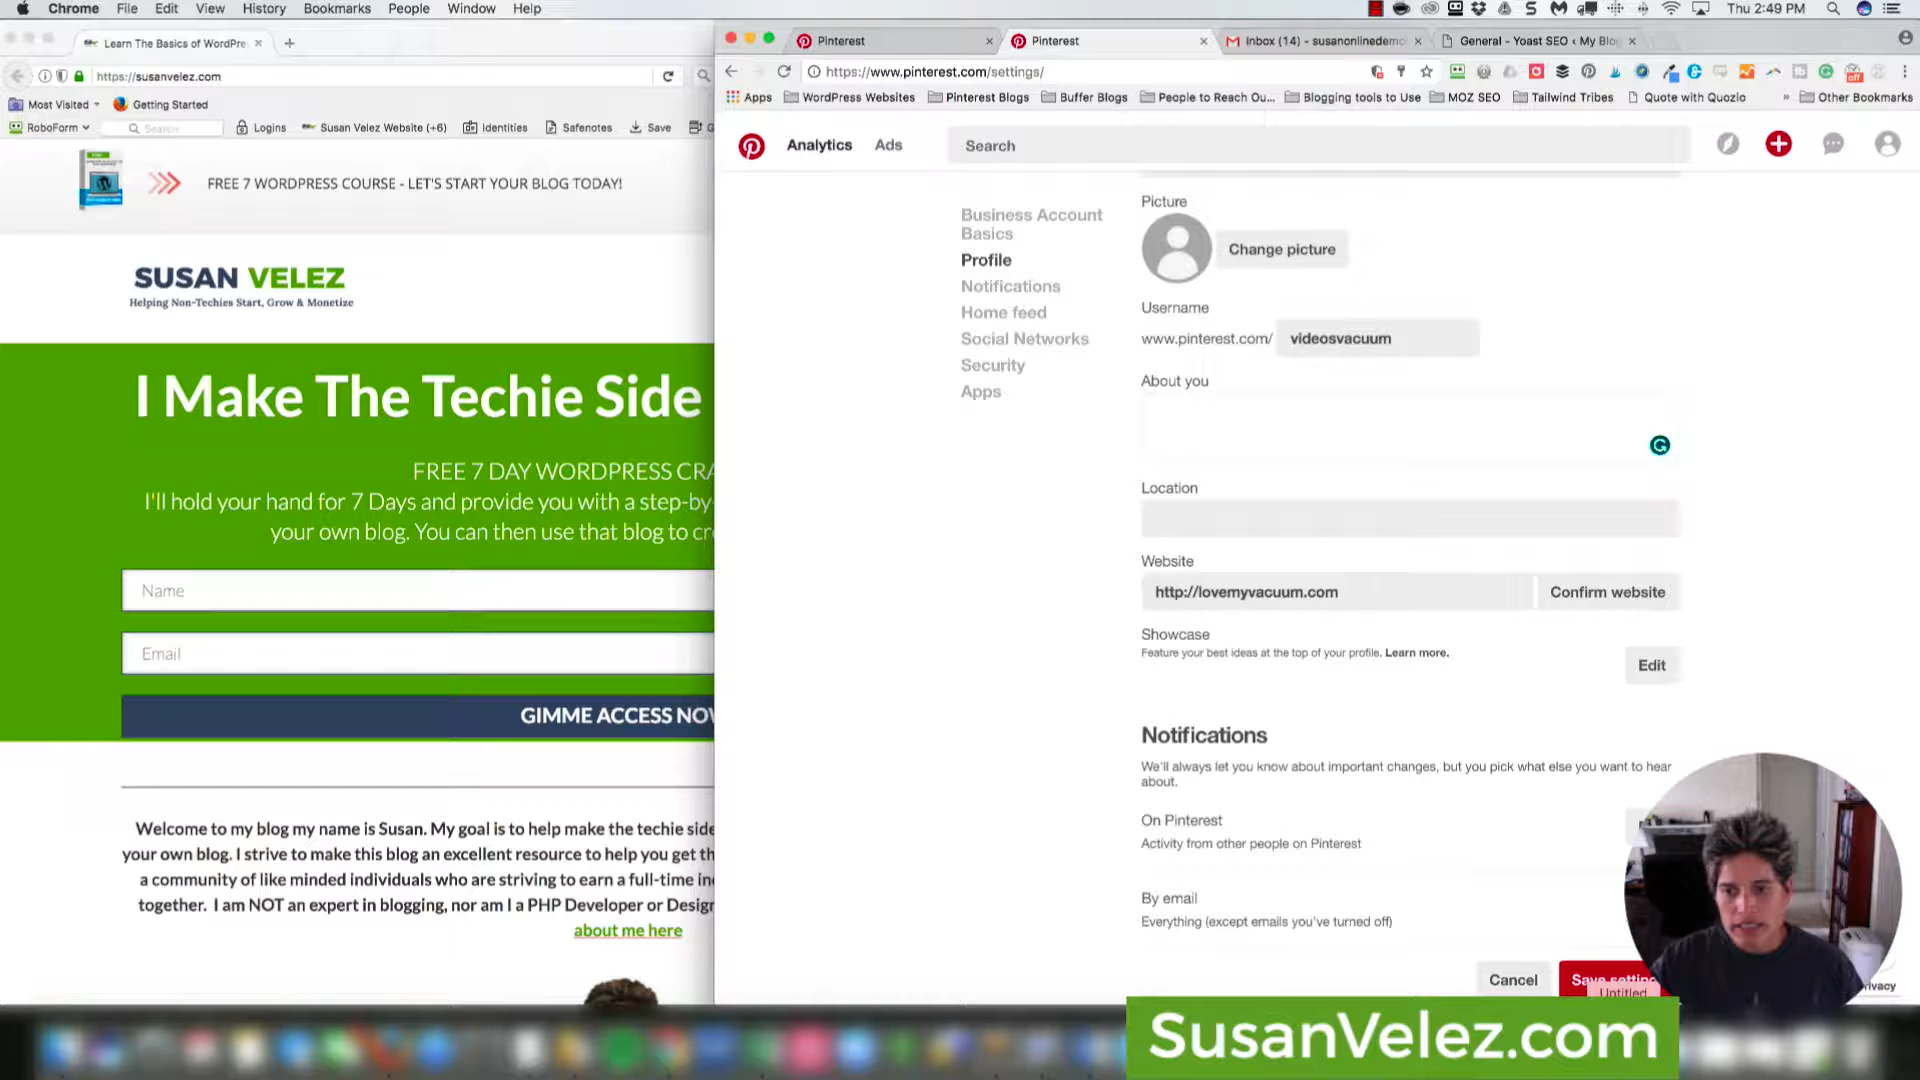 Chrome File Edit View History Bookmarks People Window Help
Thu 2:49 PM
Learn The Basics of WordPre
https://susanvelez.com
Most Visited Getting Started
RoboForm Search Logins Susan Velez Website (+6) Identities Safenotes Save
FREE 7 WORDPRESS COURSE - LET'S START YOUR BLOG TODAY!
SUSAN VELEZ
Helping Non-Techies Start, Grow & Monetize
I Make The Techie Side
FREE 7 DAY WORDPRESS CRA
I'll hold your hand for 7 Days and provide you with a step-by-
your own blog. You can then use that blog to cr
Name
Email
GIMME ACCESS NOW
Welcome to my blog my name is Susan. My goal is to help make the techie side
your own blog. I strive to make this blog an excellent resource to help you get th
a community of like minded individuals who are striving to earn a full-time in
together. I am NOT an expert in blogging, nor am I a PHP Developer or Desig
about me here
Pinterest Pinterest Inbox (14) - susanonlinedemo General - Yoast SEO ‹ My Blo
https://www.pinterest.com/settings/
Apps WordPress Websites Pinterest Blogs Buffer Blogs People to Reach Ou... Blogging tools to Use MOZ SEO Tailwind Tribes Quote with Quozio » Other Bookmarks
Analytics Ads Search
Business Account
Basics
Profile
Notifications
Home feed
Social Networks
Security
Apps
Picture
Change picture
Username
www.pinterest.com/ videosvacuum
About you
Location
Website
http://lovemyvacuum.com Confirm website
Showcase
Feature your best ideas at the top of your profile. Learn more.
Edit
Notifications
We'll always let you know about important changes, but you pick what else you want to hear
about.
On Pinterest
Activity from other people on Pinterest
By email
Everything (except emails you've turned off)
Cancel Save setting
Untitled
rivacy
SusanVelez.com